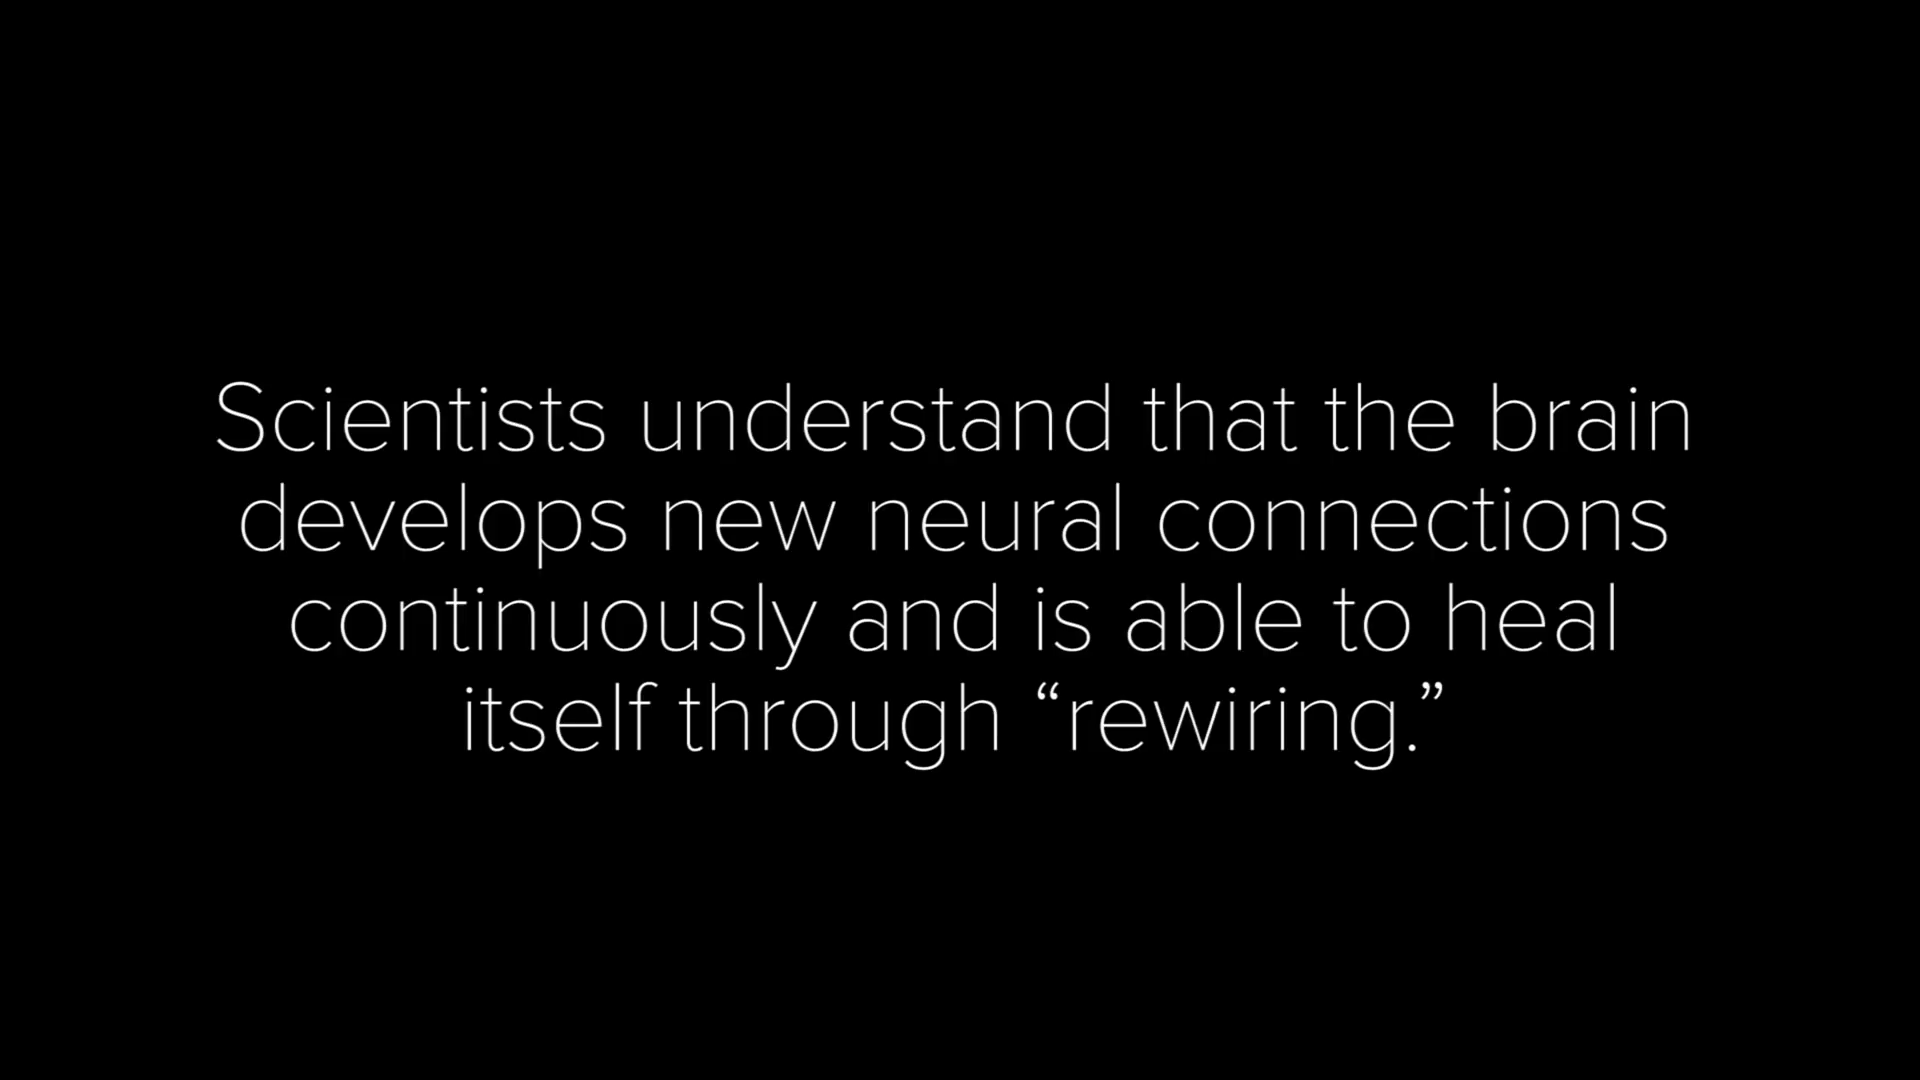 Scientists understand that the brain
develops new neural connections
continuously and is able to heal
itself through “rewiring.”